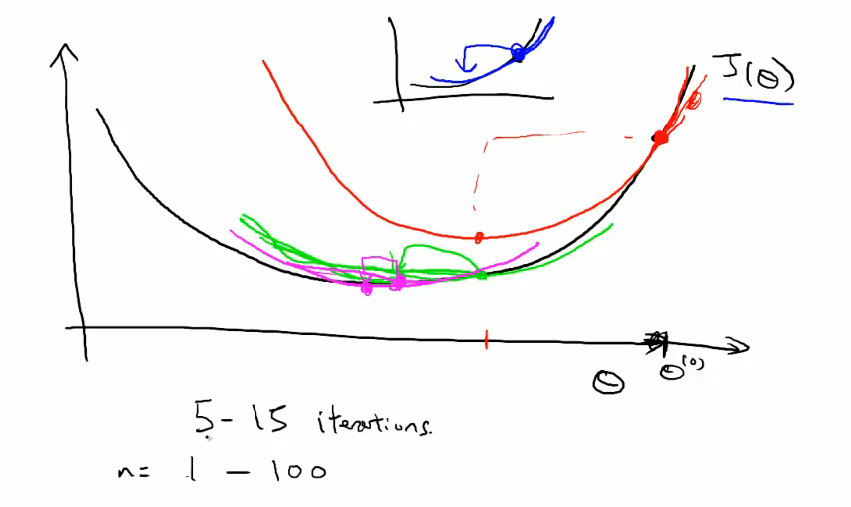 J(θ)
θ
θ^(0)
5-15 iterations.
n= 1 - 100